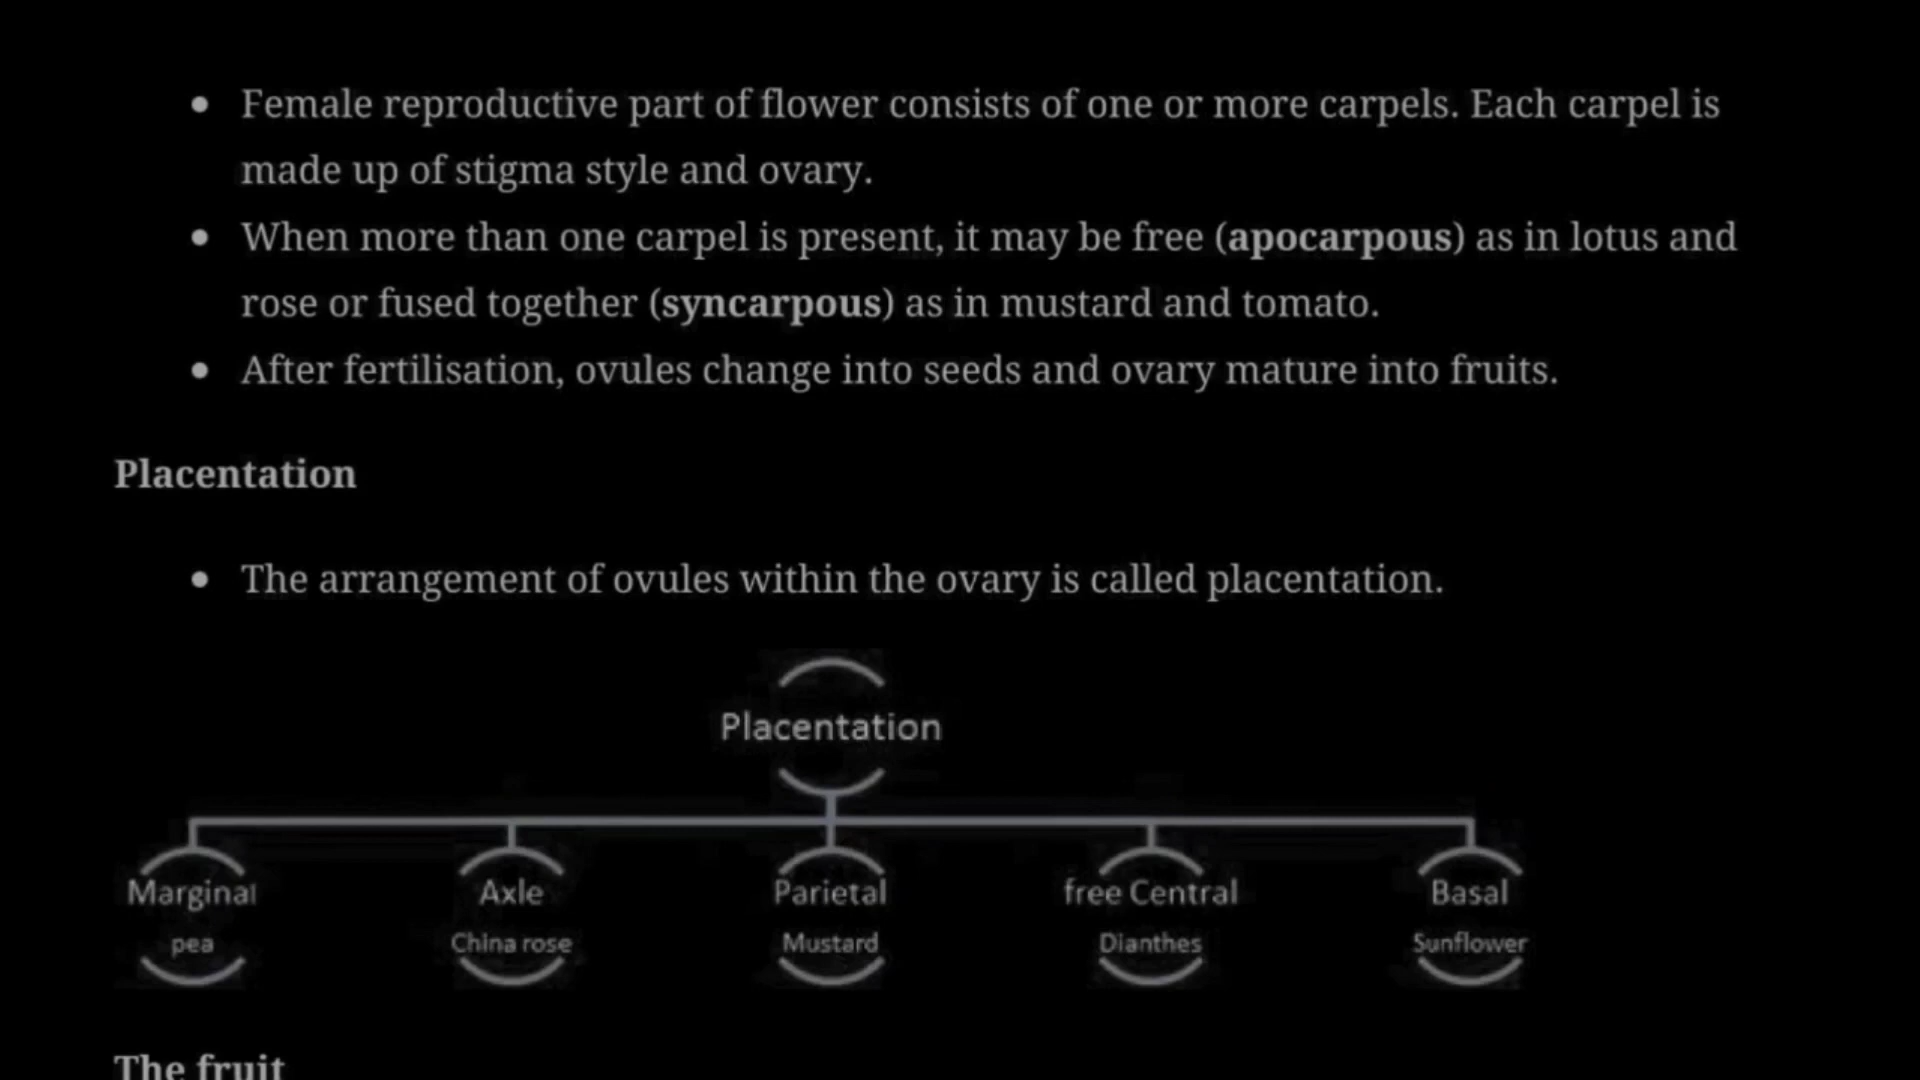 Female reproductive part of flower consists of one or more carpels. Each carpel is
made up of stigma style and ovary.
When more than one carpel is present, it may be free (apocarpous) as in lotus and
rose or fused together (syncarpous) as in mustard and tomato.
After fertilisation, ovules change into seeds and ovary mature into fruits.
Placentation
The arrangement of ovules within the ovary is called placentation.
Placentation
Marginal
pea
Axle
China rose
Parietal
Mustard
free Central
Dianthes
Basal
Sunflower
The fruit